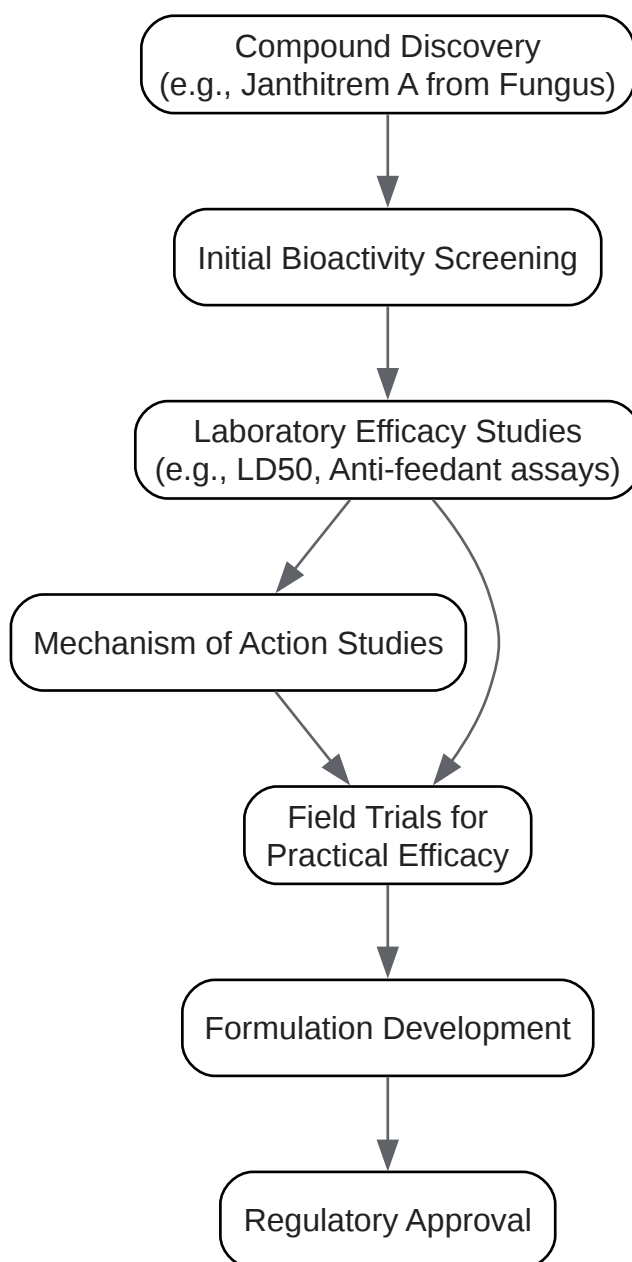 Compound Discovery
(e.g., Janthitrem A from Fungus)
Initial Bioactivity Screening
Laboratory Efficacy Studies
(e.g., LD50, Anti-feedant assays)
Mechanism of Action Studies
Field Trials for
Practical Efficacy
Formulation Development
Regulatory Approval